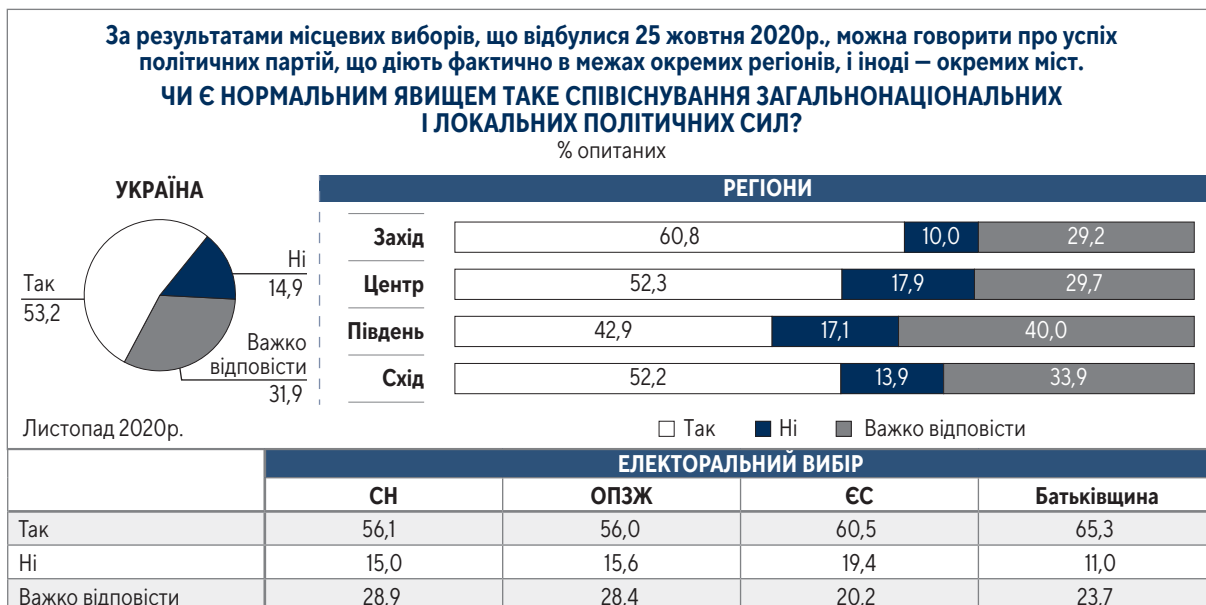 За результатами місцевих виборів, що відбулися 25 жовтня 2020р., можна говорити про успіх
політичних партій, що діють фактично в межах окремих регіонів, і іноді – окремих міст.
ЧИ Є НОРМАЛЬНИМ ЯВИЩЕМ ТАКЕ СПІВІСНУВАННЯ ЗАГАЛЬНОНАЦІОНАЛЬНИХ
І ЛОКАЛЬНИХ ПОЛІТИЧНИХ СИЛ?
% опитаних
УКРАЇНА
Так
53,2
Ні
14,9
Важко
відповісти
31,9
Листопад 2020р.
РЕГІОНИ
Захід 60,8 10,0 29,2
Центр 52,3 17,9 29,7
Південь 42,9 17,1 40,0
Схід 52,2 13,9 33,9
Так Ні Важко відповісти
ЕЛЕКТОРАЛЬНИЙ ВИБІР
СН ОПЗЖ ЄС Батьківщина
Так 56,1 56,0 60,5 65,3
Ні 15,0 15,6 19,4 11,0
Важко відповісти 28,9 28,4 20,2 23,7